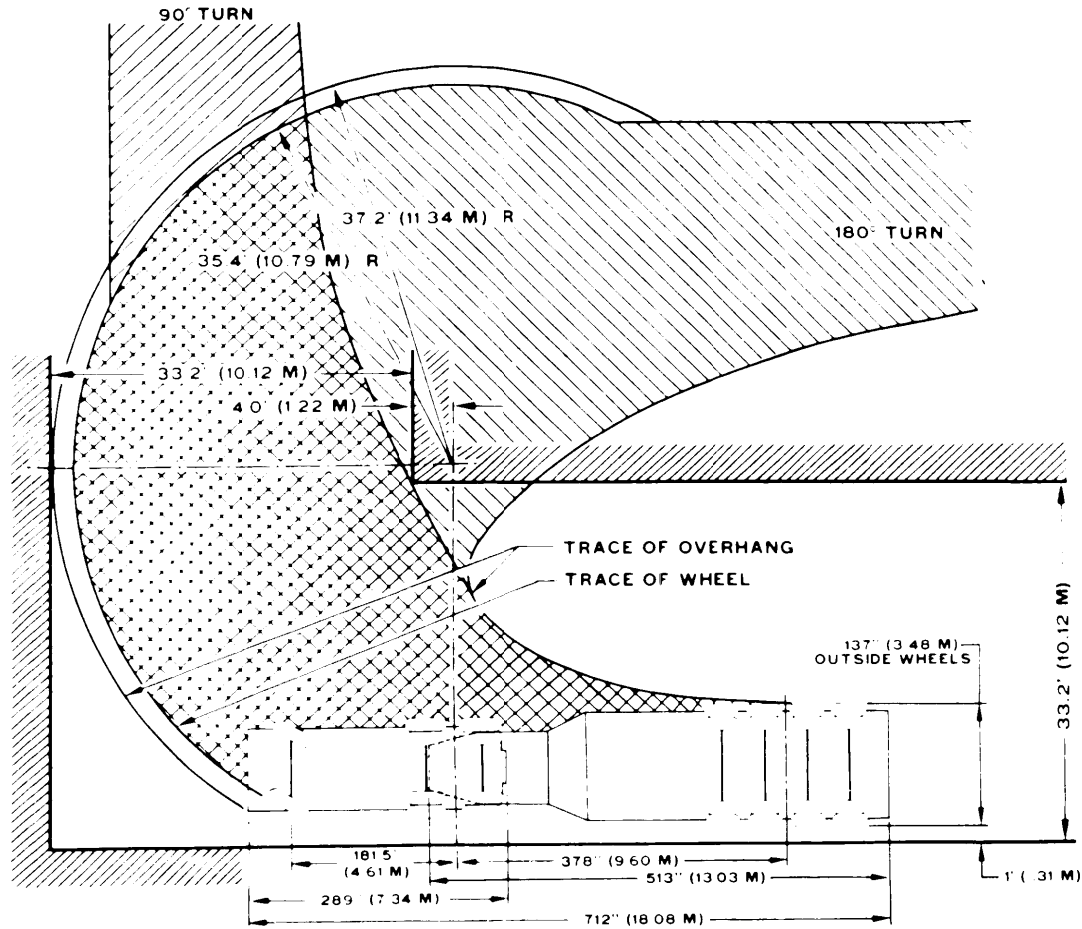 90° TURN
37.2' (11.34 M) R
180° TURN
35.4' (10.79 M) R
33.2' (10.12 M)
4.0' (1.22 M)
TRACE OF OVERHANG
TRACE OF WHEEL
137" (3.48 M)
OUTSIDE WHEELS
33.2' (10.12 M)
181.5"
(4.61 M)
378" (9.60 M)
513" (13.03 M)
1' (.31 M)
289" (7.34 M)
712" (18.08 M)